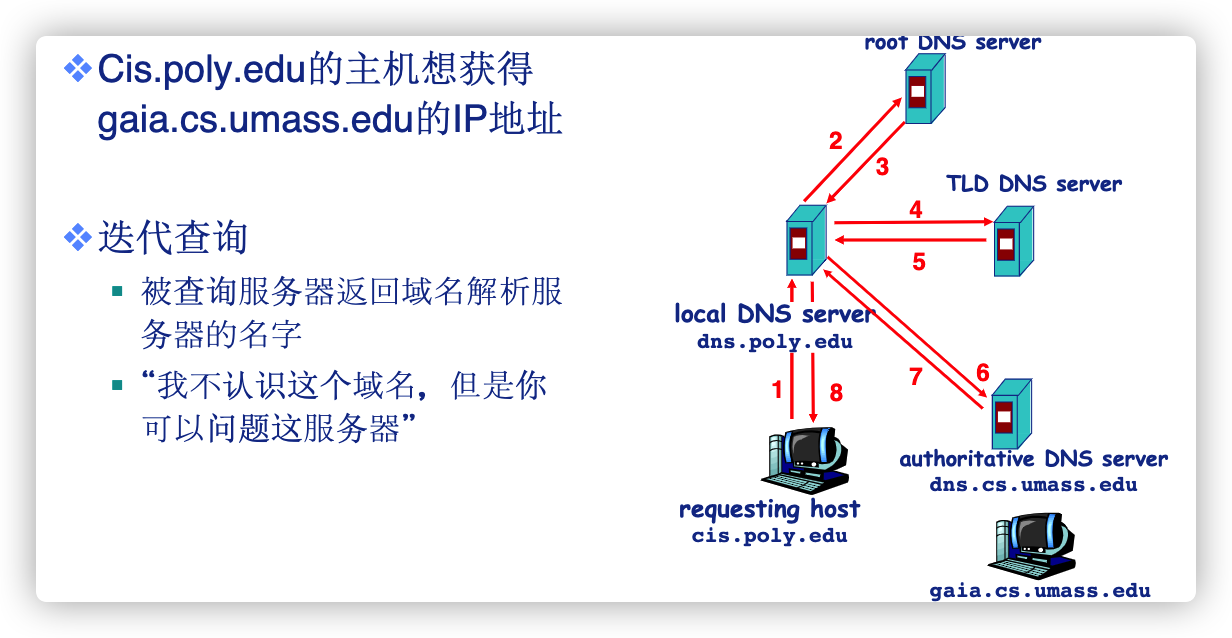 Cis.poly.edu的主机想获得
gaia.cs.umass.edu的IP地址
迭代查询
被查询服务器返回域名解析服
务器的名字
“我不认识这个域名，但是你
可以问题这服务器”
root DNS server
2
3
TLD DNS server
4
5
local DNS server
dns.poly.edu
1
8
7
6
authoritative DNS server
dns.cs.umass.edu
requesting host
cis.poly.edu
gaia.cs.umass.edu